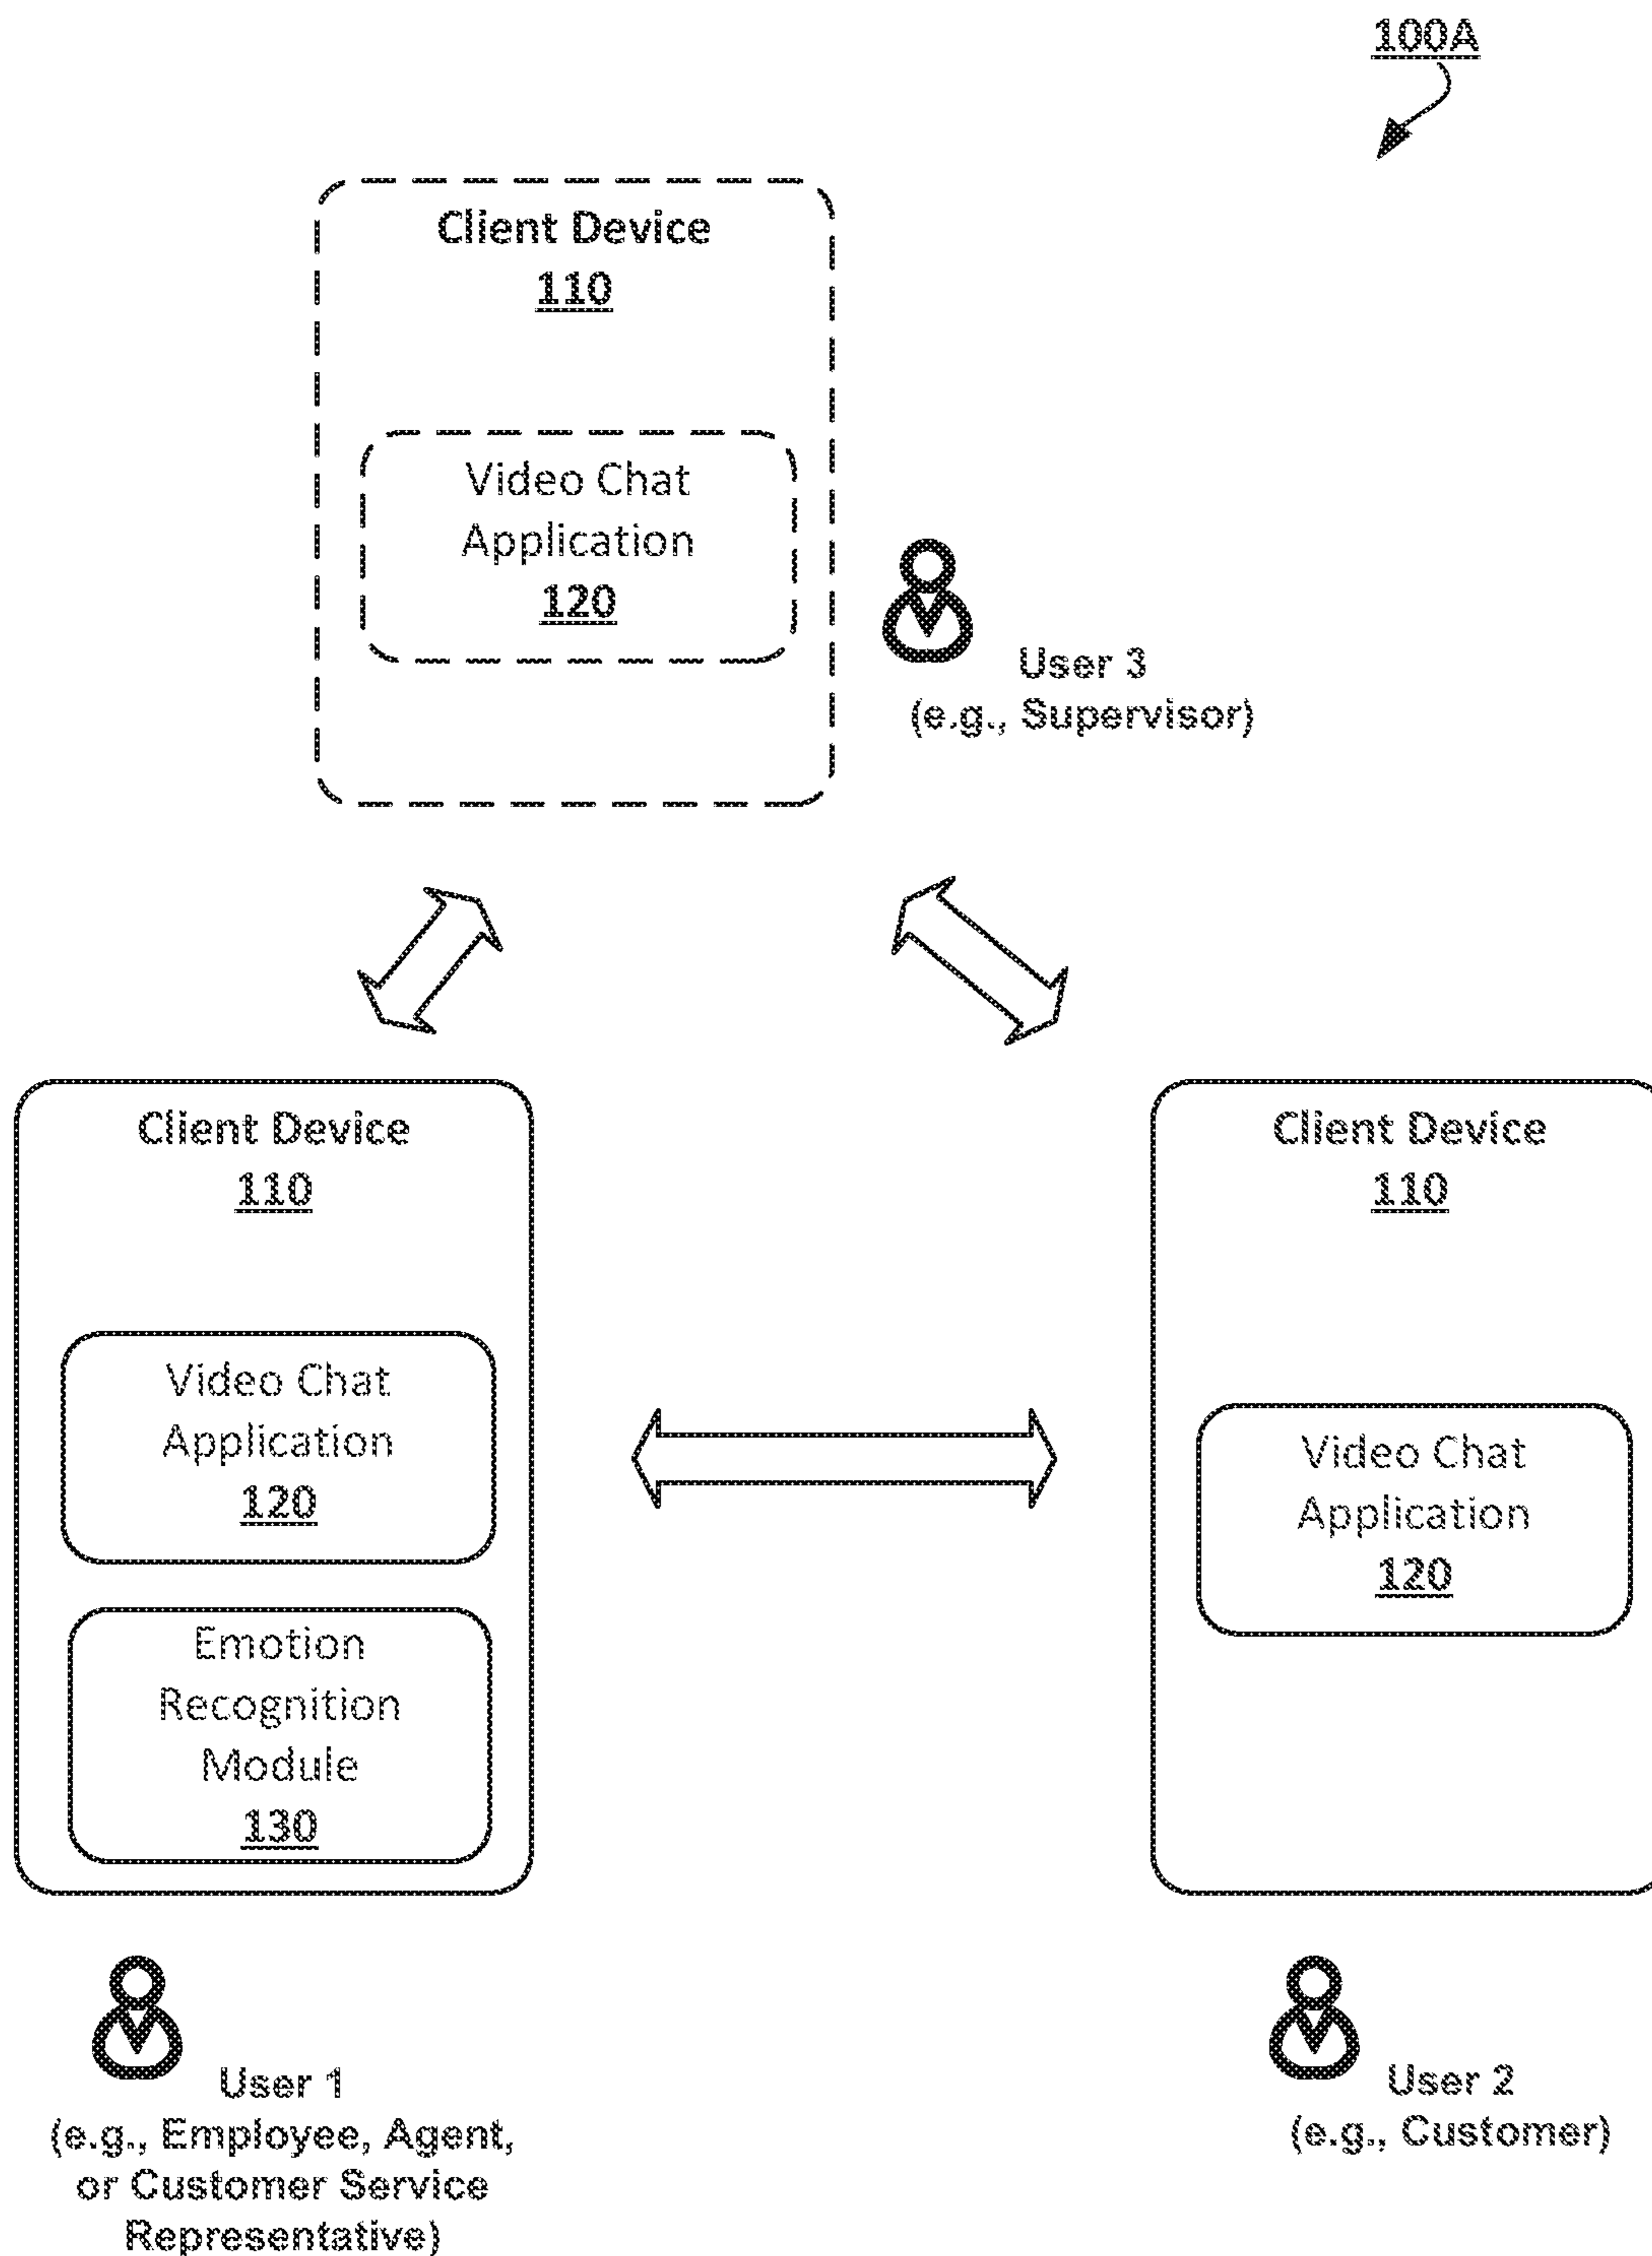 100A
Client Device
110
Video Chat
Application
120
User 3
(e.g., Supervisor)
Client Device
110
Video Chat
Application
120
Emotion
Recognition
Module
130
User 1
(e.g., Employee, Agent,
or Customer Service
Representative)
Client Device
110
Video Chat
Application
120
User 2
(e.g., Customer)